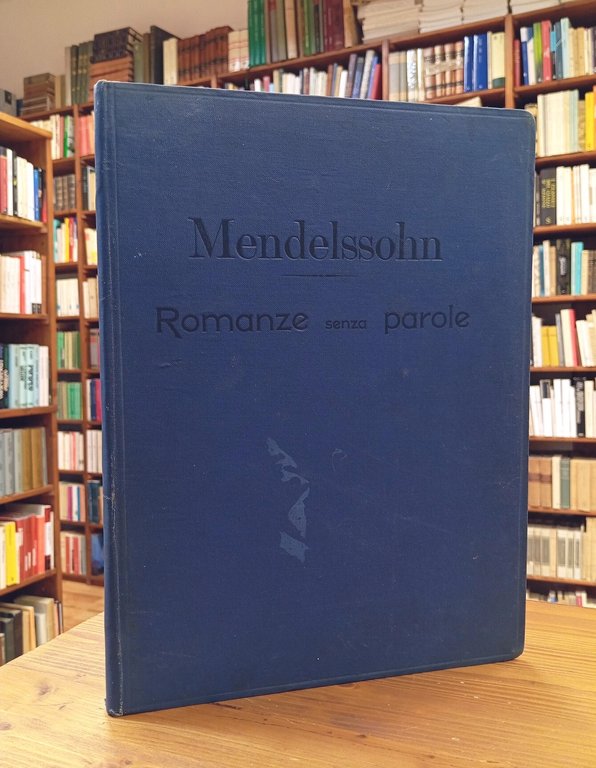 Mendelssohn
Romanze senza parole